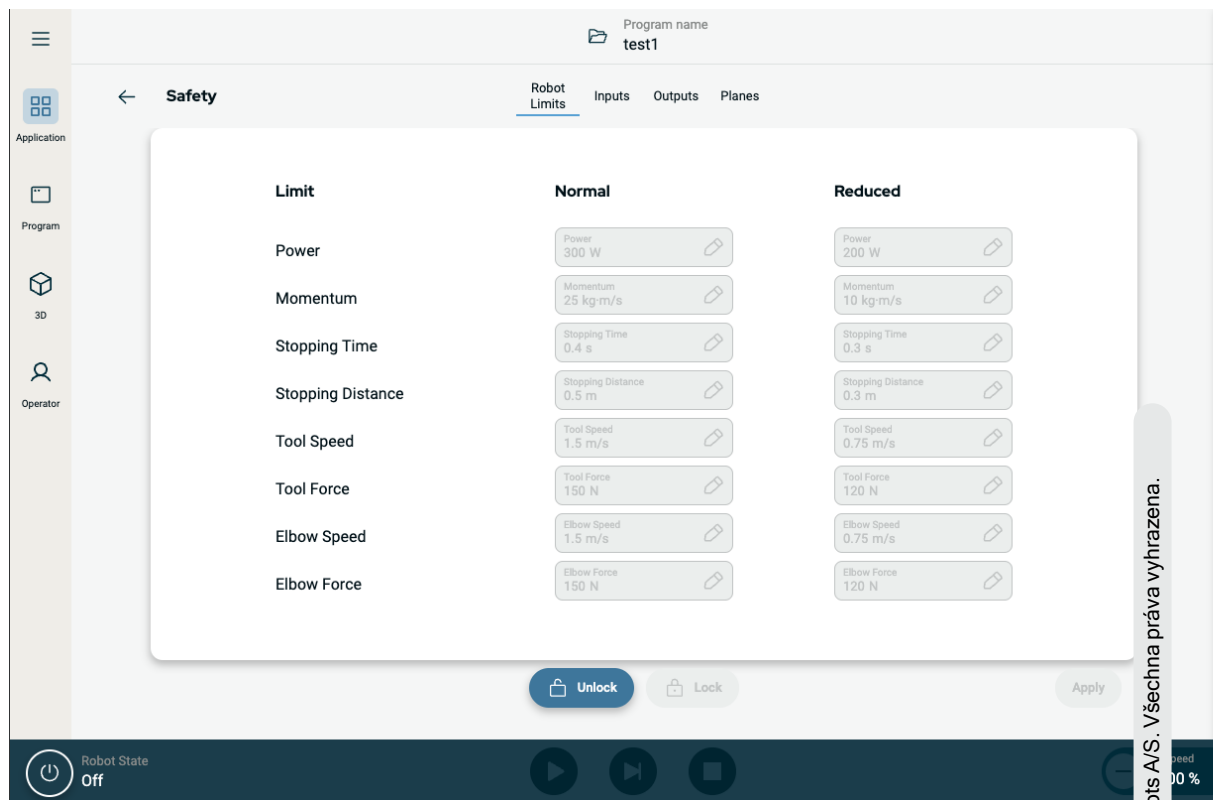 Program name
test1
Safety
Robot
Limits
Inputs
Outputs
Planes
Application
Program
3D
Operator
Limit
Normal
Reduced
Power
Power
300 W
Power
200 W
Momentum
Momentum
25 kg·m/s
Momentum
10 kg·m/s
Stopping Time
Stopping Time
0.4 s
Stopping Time
0.3 s
Stopping Distance
Stopping Distance
0.5 m
Stopping Distance
0.3 m
Tool Speed
Tool Speed
1.5 m/s
Tool Speed
0.75 m/s
Tool Force
Tool Force
150 N
Tool Force
120 N
Elbow Speed
Elbow Speed
1.5 m/s
Elbow Speed
0.75 m/s
Elbow Force
Elbow Force
150 N
Elbow Force
120 N
Unlock
Lock
Apply
Robot State
Off
A/S. Všechna práva vyhrazena.